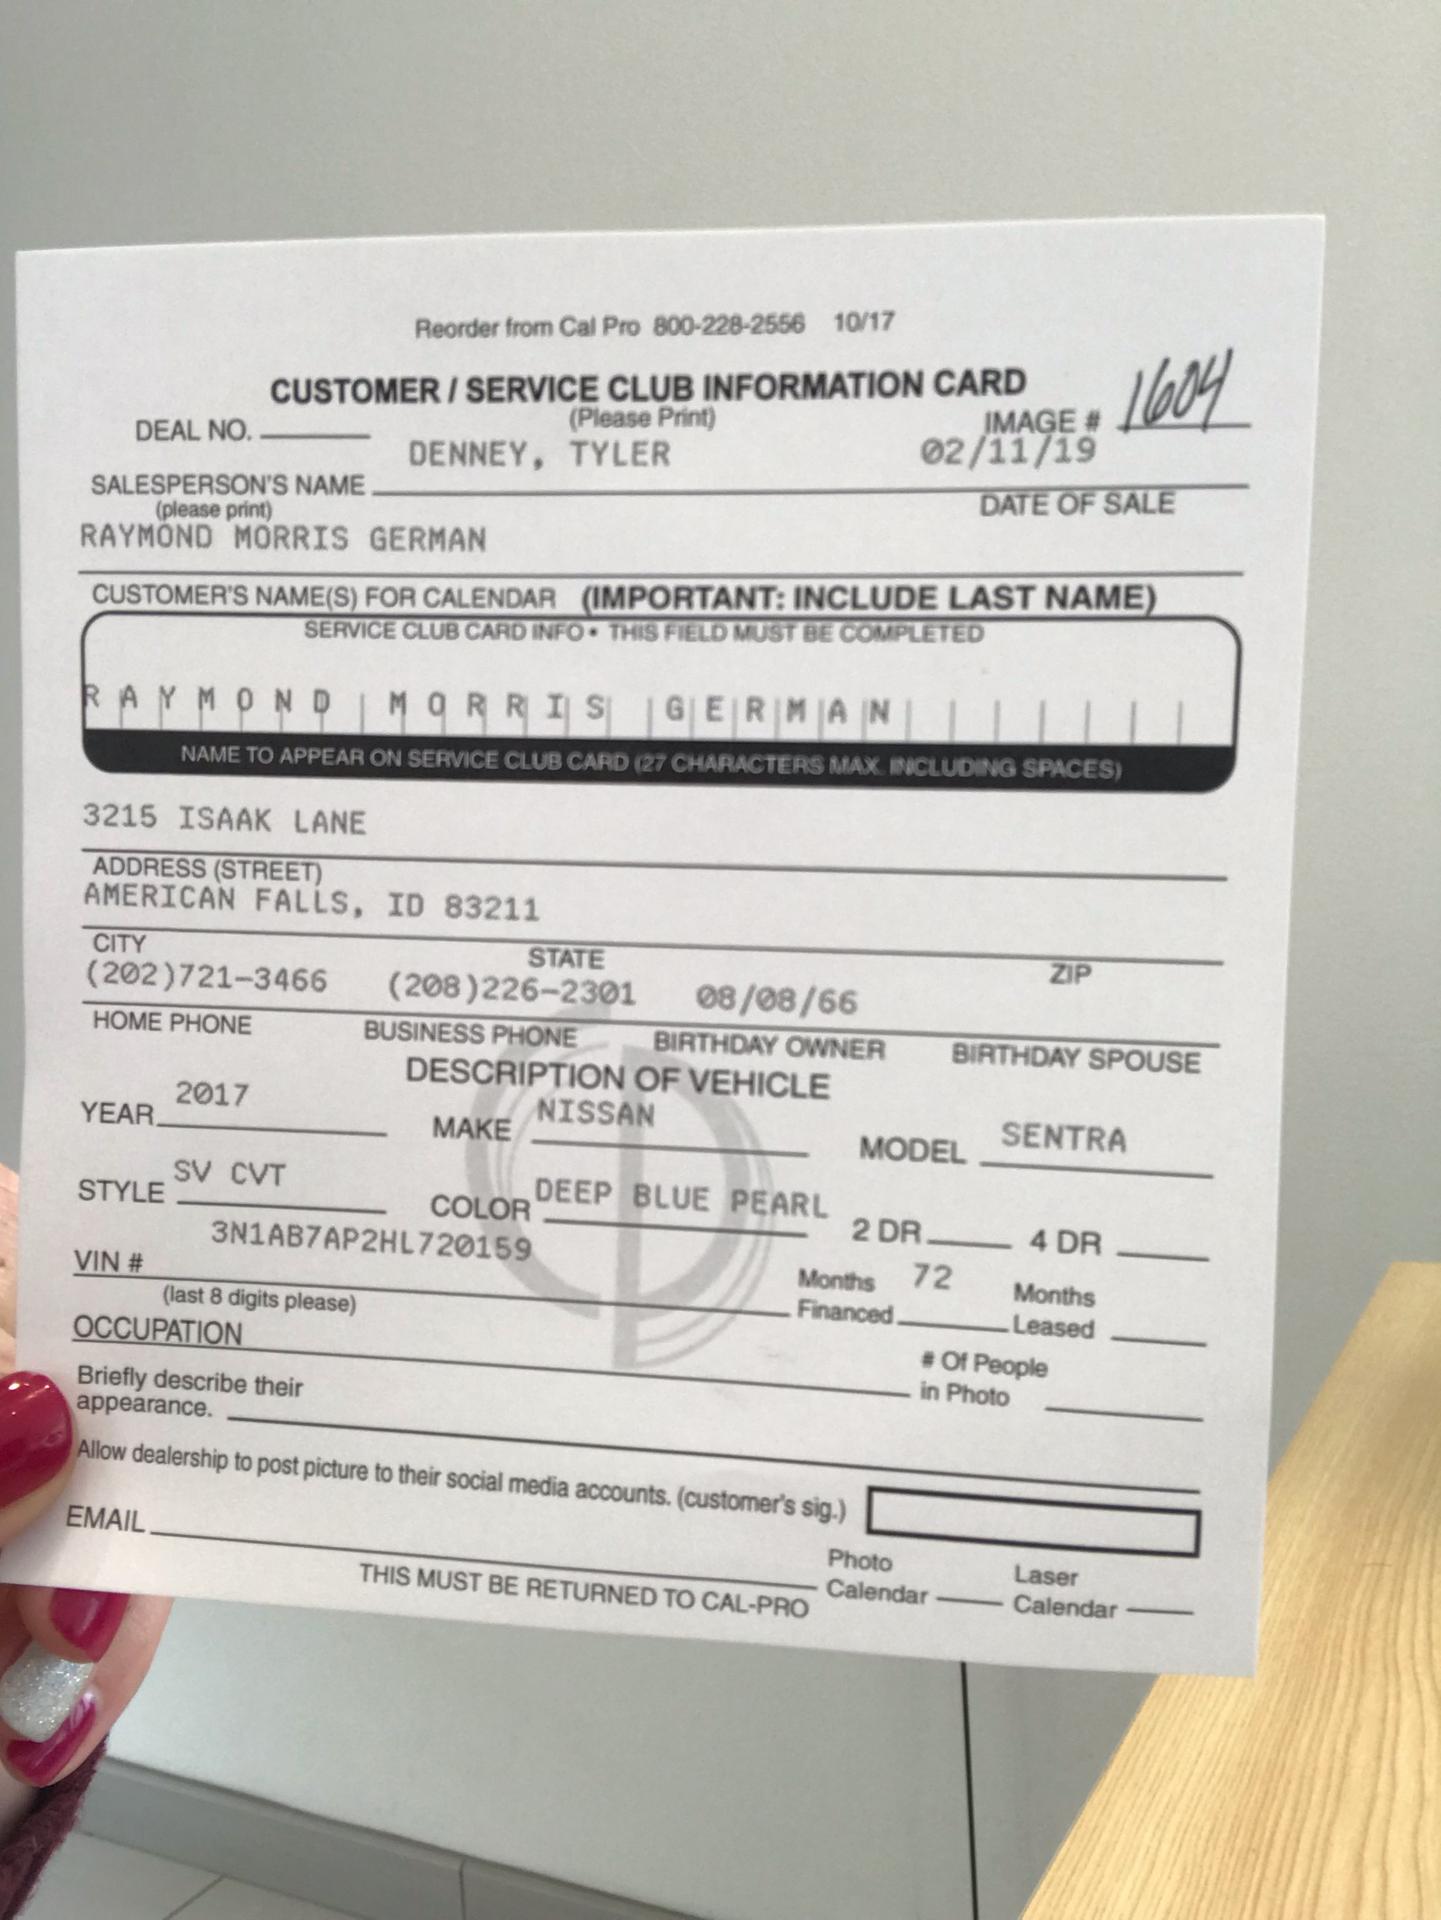 Reorder from Cal Pro 800-228-2556 10/17
CUSTOMER / SERVICE CLUB INFORMATION CARD
(Please Print)
DEAL NO. IMAGE # 1604
DENNEY, TYLER 02/11/19
SALESPERSON'S NAME DATE OF SALE
(please print)
RAYMOND MORRIS GERMAN
CUSTOMER'S NAME(S) FOR CALENDAR (IMPORTANT: INCLUDE LAST NAME)
SERVICE CLUB CARD INFO • THIS FIELD MUST BE COMPLETED
RAYMOND MORRIS GERMAN
NAME TO APPEAR ON SERVICE CLUB CARD (27 CHARACTERS MAX. INCLUDING SPACES)
3215 ISAAK LANE
ADDRESS (STREET)
AMERICAN FALLS, ID 83211
CITY STATE ZIP
(202)721-3466 (208)226-2301 08/08/66
HOME PHONE BUSINESS PHONE BIRTHDAY OWNER BIRTHDAY SPOUSE
DESCRIPTION OF VEHICLE
YEAR 2017 MAKE NISSAN MODEL SENTRA
STYLE SV CVT COLOR DEEP BLUE PEARL 2 DR 4 DR
VIN # 3N1AB7AP2HL720159
(last 8 digits please)
Months Financed 72 Months Leased
OCCUPATION
# Of People in Photo
Briefly describe their
appearance.
Allow dealership to post picture to their social media accounts. (customer's sig.)
EMAIL
Photo Calendar Laser Calendar
THIS MUST BE RETURNED TO CAL-PRO